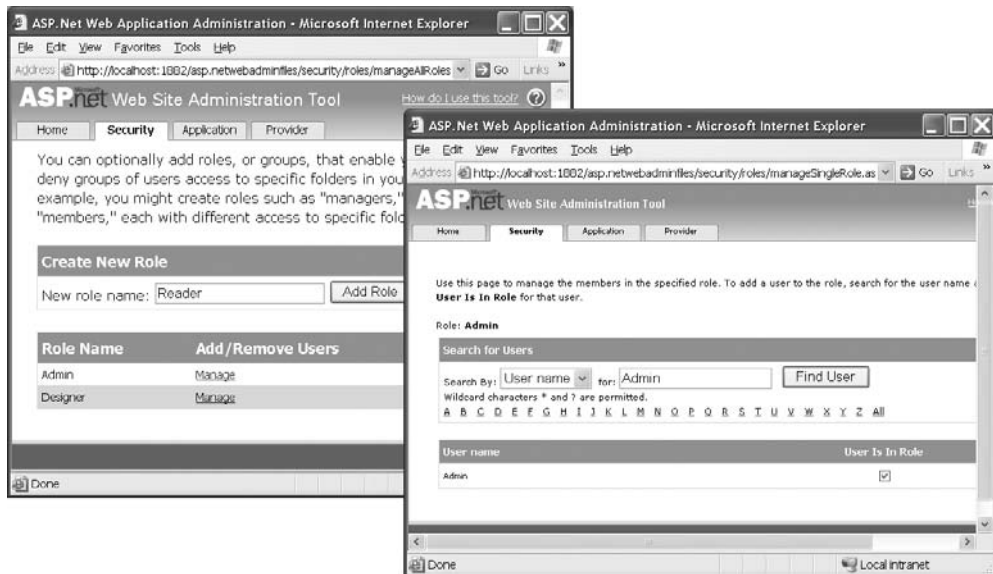 ASP.Net Web Application Administration - Microsoft Internet Explorer
File Edit View Favorites Tools Help
Address http://localhost:1882/asp.netwebadminfiles/security/roles/manageAllRoles Go Links »
ASP.net Web Site Administration Tool How do I use this tool? ?
Home Security Application Provider
You can optionally add roles, or groups, that enable
deny groups of users access to specific folders in you
example, you might create roles such as "managers,"
"members," each with different access to specific fold
Create New Role
New role name: Reader Add Role
Role Name Add/Remove Users
Admin Manage
Designer Manage
Done
ASP.Net Web Application Administration - Microsoft Internet Explorer
File Edit View Favorites Tools Help
Address http://localhost:1882/asp.netwebadminfiles/security/roles/manageSingleRole.as Go Links »
ASP.net Web Site Administration Tool
Home Security Application Provider
Use this page to manage the members in the specified role. To add a user to the role, search for the user name
User Is In Role for that user.
Role: Admin
Search for Users
Search By: User name for: Admin Find User
Wildcard characters * and ? are permitted.
A B C D E F G H I J K L M N O P Q R S T U V W X Y Z All
User name User Is In Role
Admin
Done Local intranet